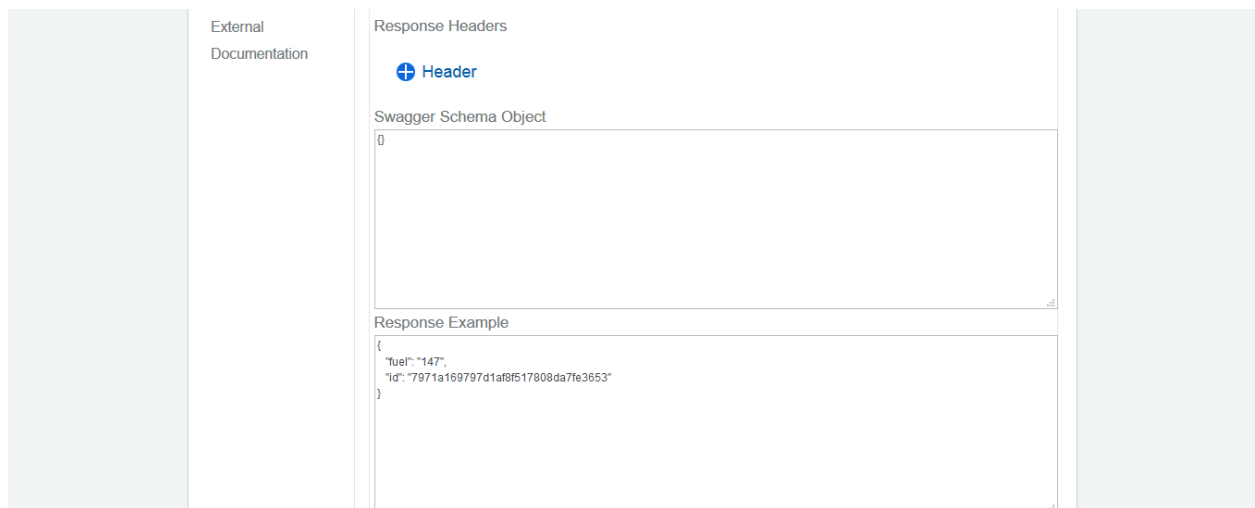 External
Documentation
Response Headers
Header
Swagger Schema Object
{}
Response Example
{
"fuel": "147",
"id": "7971a169797d1af8f517808da7fe3653"
}